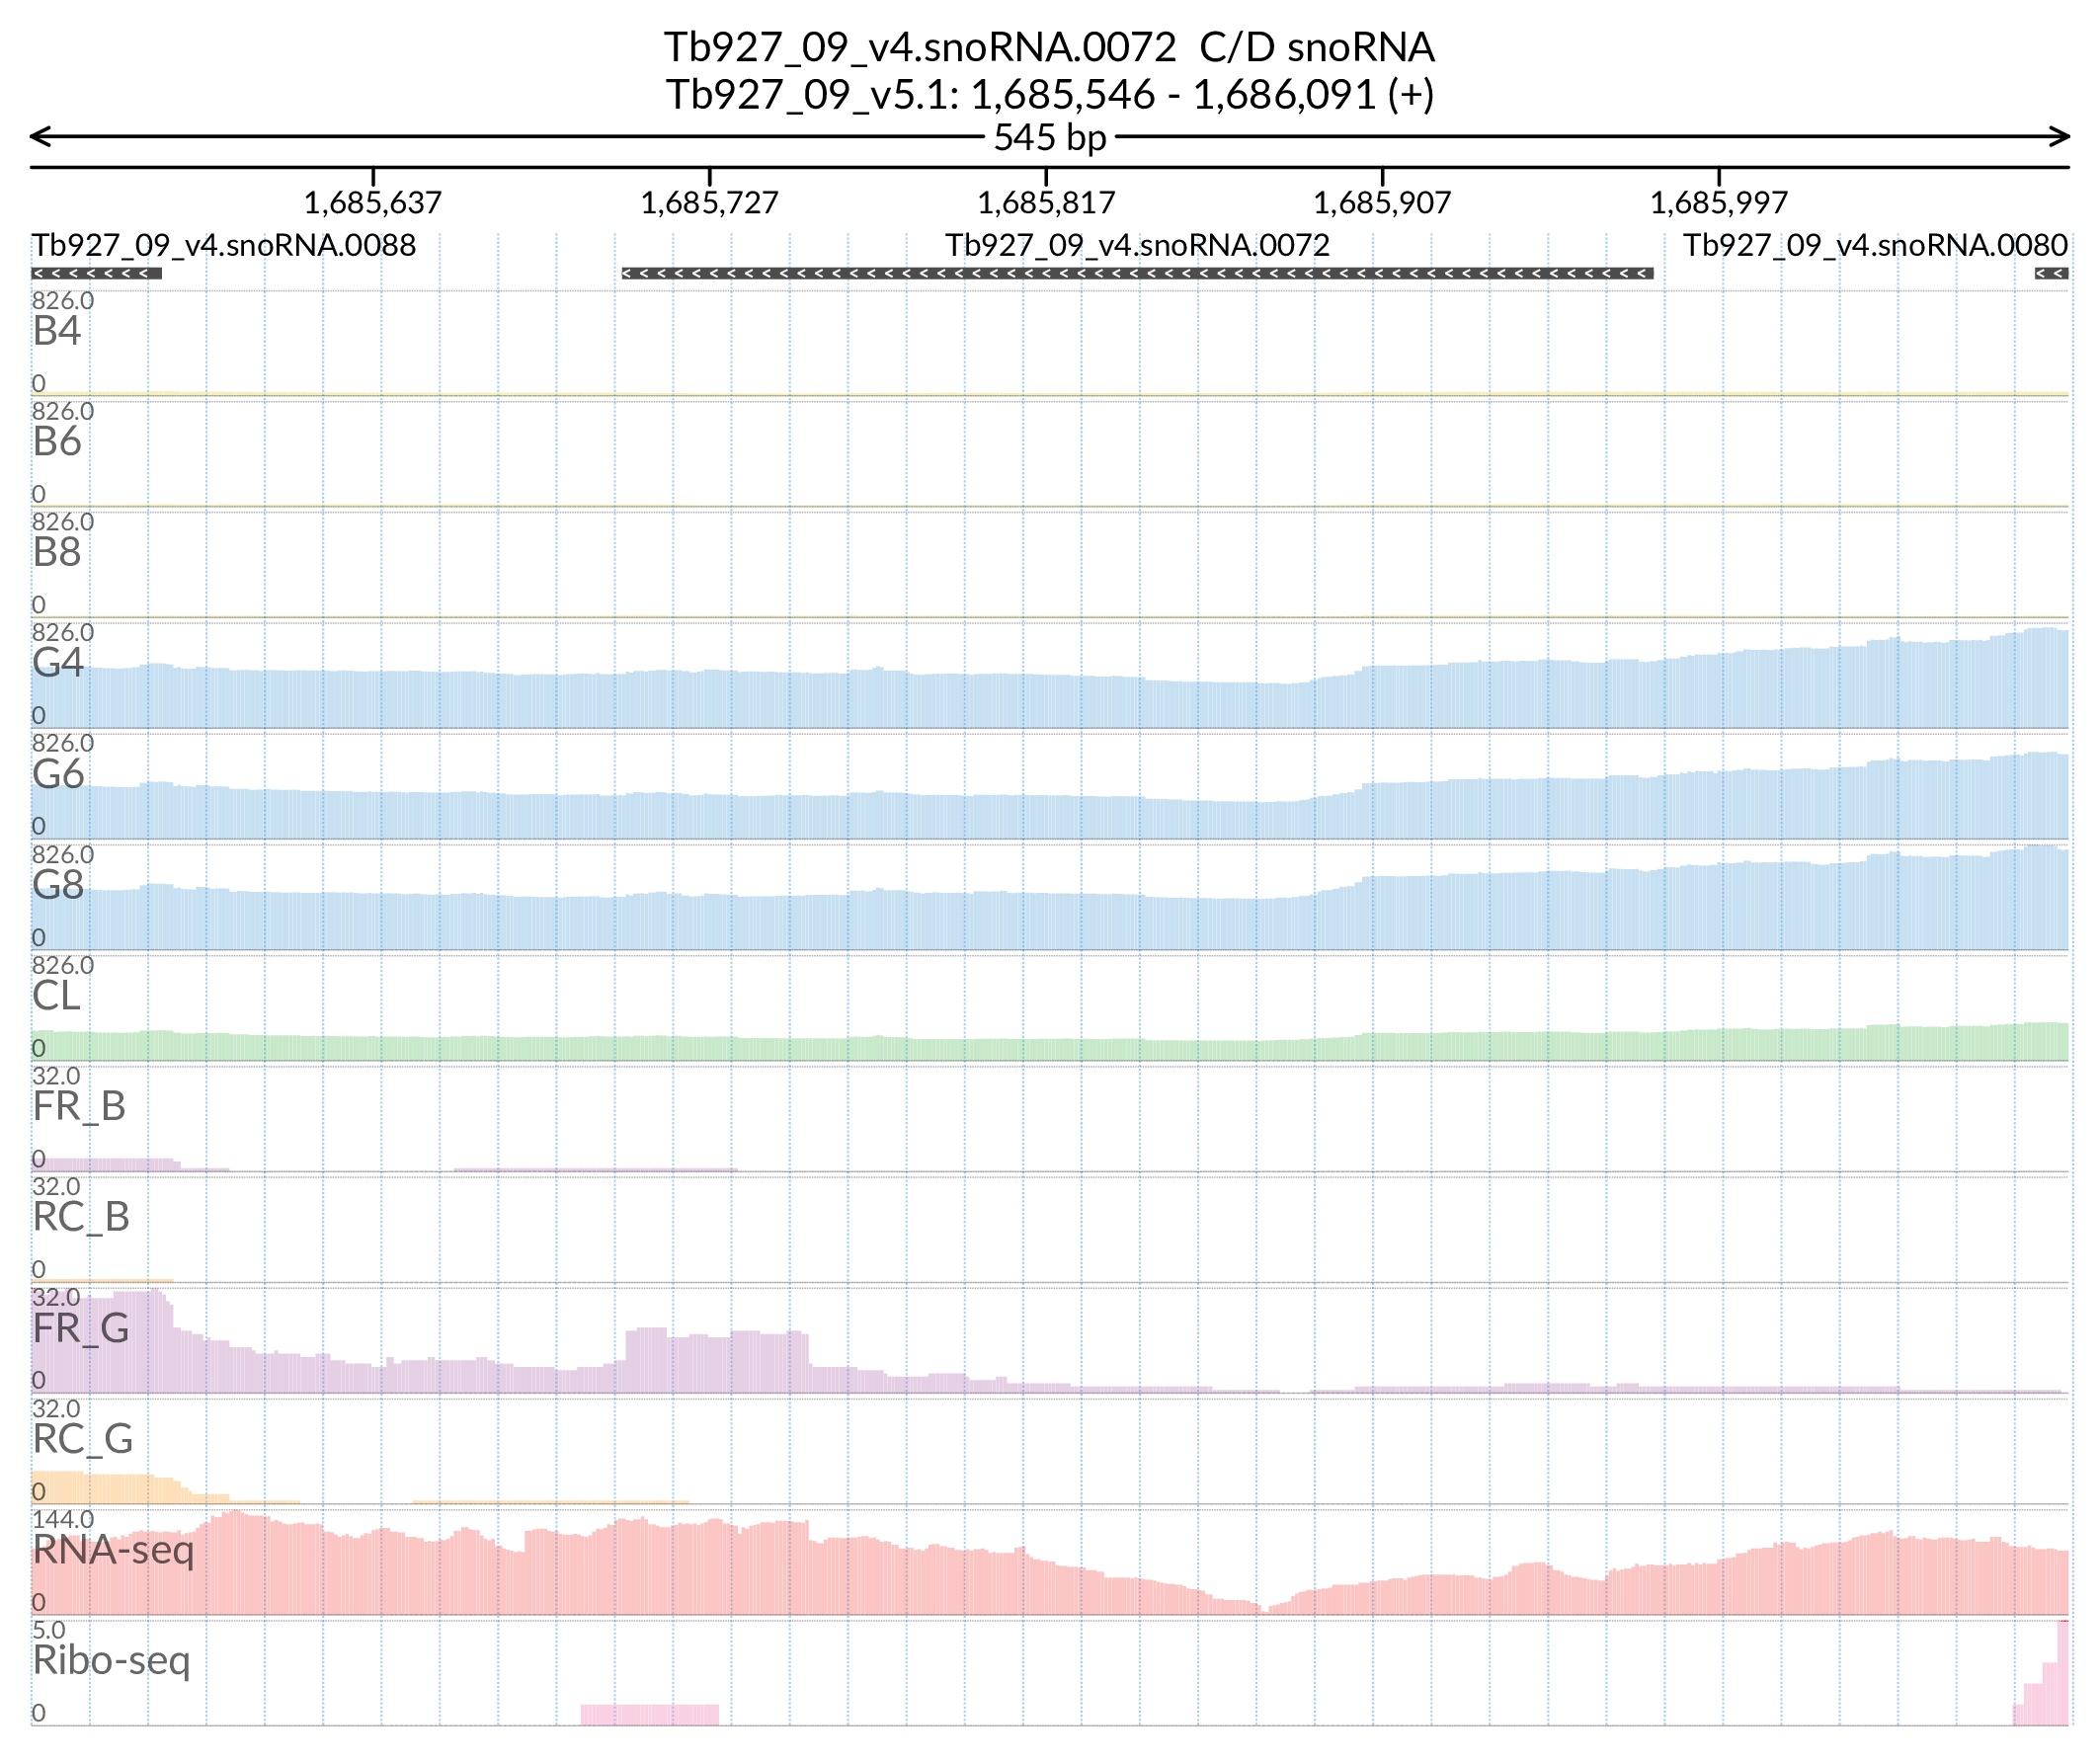 Tb927_09_v4.snoRNA.0072 C/D snoRNA
Tb927_09_v5.1: 1,685,546 - 1,686,091 (+)
545 bp
1,685,637 1,685,727 1,685,817 1,685,907 1,685,997
Tb927_09_v4.snoRNA.0088 Tb927_09_v4.snoRNA.0072 Tb927_09_v4.snoRNA.0080
826.0
B4
0
826.0
B6
0
826.0
B8
0
826.0
G4
0
826.0
G6
0
826.0
G8
0
826.0
CL
0
32.0
FR_B
0
32.0
RC_B
0
32.0
FR_G
0
32.0
RC_G
0
144.0
RNA-seq
0
5.0
Ribo-seq
0